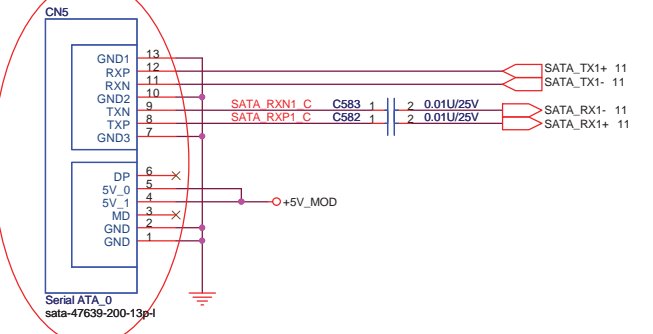 CN5
GND1 13
RXP 12 SATA_TX1+ 11
RXN 11 SATA_TX1- 11
GND2 10
TXN 9 SATA_RXN1_C C583 1 2 0.01U/25V SATA_RX1- 11
TXP 8 SATA_RXP1_C C582 1 2 0.01U/25V SATA_RX1+ 11
GND3 7
DP 6
5V_0 5
5V_1 4 +5V_MOD
MD 3
GND 2
GND 1
Serial ATA_0
sata-47639-200-13p-l